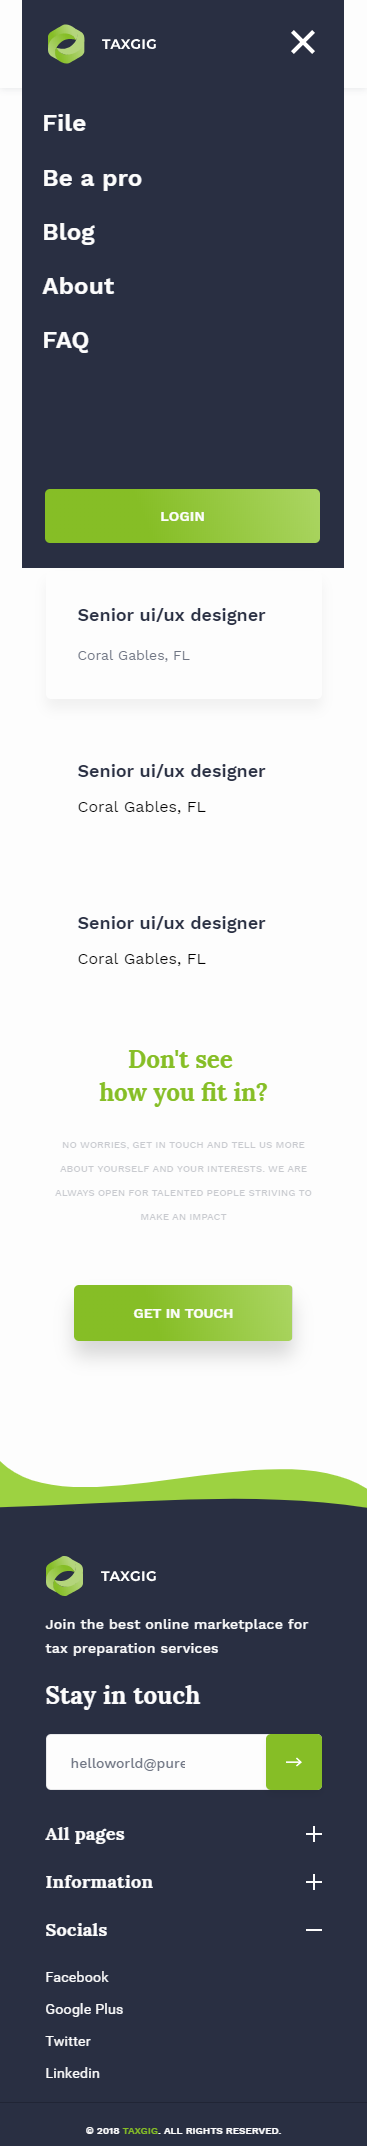 TAXGIG
File
Be a pro
Blog
About
FAQ
LOGIN
Senior ui/ux designer
Coral Gables, FL
Senior ui/ux designer
Coral Gables, FL
Senior ui/ux designer
Coral Gables, FL
Don't see
how you fit in?
NO WORRIES, GET IN TOUCH AND TELL US MORE
ABOUT YOURSELF AND YOUR INTERESTS. WE ARE
ALWAYS OPEN FOR TALENTED PEOPLE STRIVING TO
MAKE AN IMPACT
GET IN TOUCH
TAXGIG
Join the best online marketplace for
tax preparation services
Stay in touch
helloworld@pure
All pages
Information
Socials
Facebook
Google Plus
Twitter
Linkedin
© 2018 TAXGIG. ALL RIGHTS RESERVED.